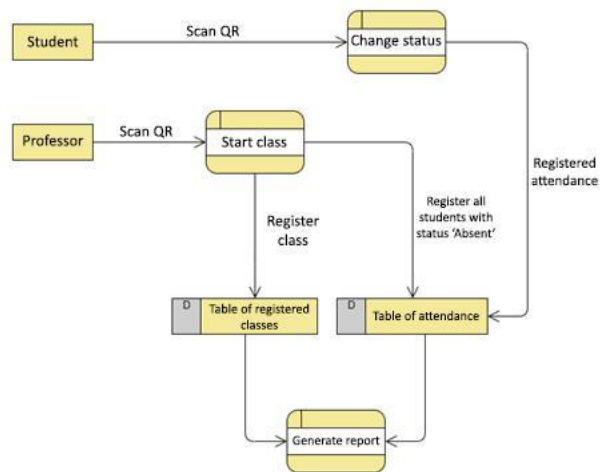 Scan QR
Student
Change status
Scan QR
Professor
Start class
Registered
attendance
Register all
students with
status ‘Absent’
Register
class
D
Table of registered
classes
D
Table of attendance
Generate report